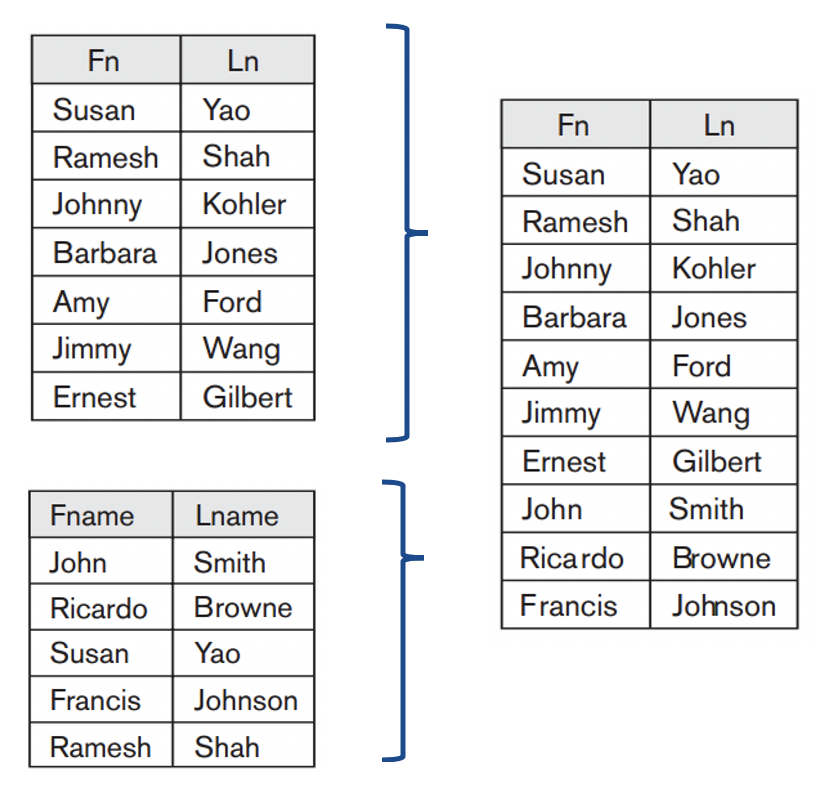 Fn Ln
Susan Yao
Ramesh Shah
Johnny Kohler
Barbara Jones
Amy Ford
Jimmy Wang
Ernest Gilbert
Fname Lname
John Smith
Ricardo Browne
Susan Yao
Francis Johnson
Ramesh Shah
Fn Ln
Susan Yao
Ramesh Shah
Johnny Kohler
Barbara Jones
Amy Ford
Jimmy Wang
Ernest Gilbert
John Smith
Ricardo Browne
Francis Johnson